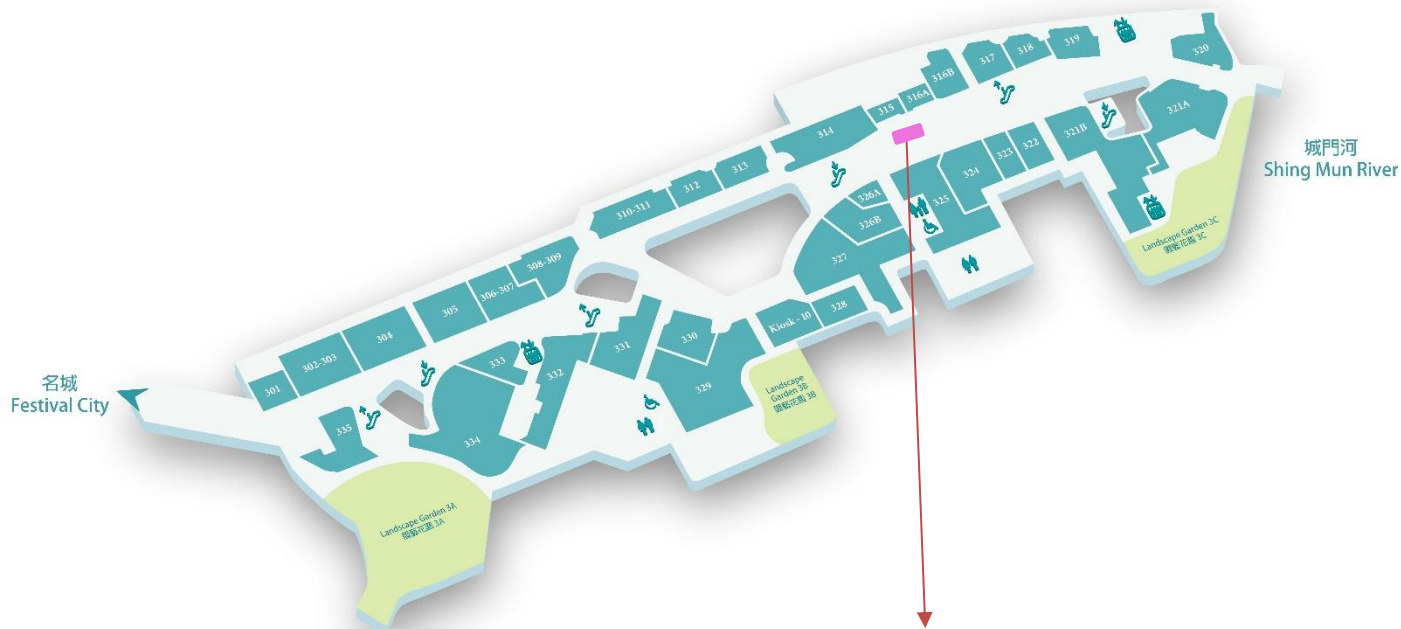 320
319
318
317
316B
316A
315
314
313
312
310-311
308-309
306-307
305
304
302-303
301
321A
321B
322
323
324
325
326A
326B
327
328
Kiosk - 10
329
330
331
332
333
334
335
城門河
Shing Mun River
名城
Festival City
Landscape Garden 3C
園藝花園 3C
Landscape
Garden 3B
園藝花園 3B
Landscape Garden 3A
園藝花園 3A